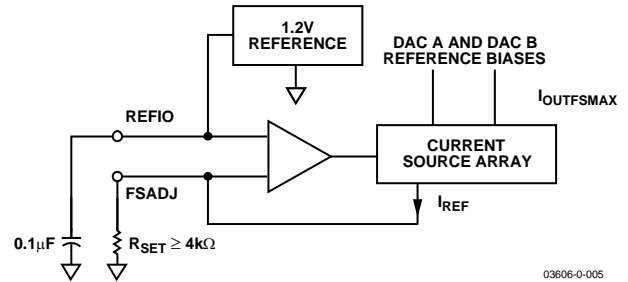 1.2V
REFERENCE
DAC A AND DAC B
REFERENCE BIASES
IOUTFSMAX
REFIO
CURRENT
SOURCE ARRAY
FSADJ
IREF
0.1µF
RSET ≥ 4kΩ
03606-0-005